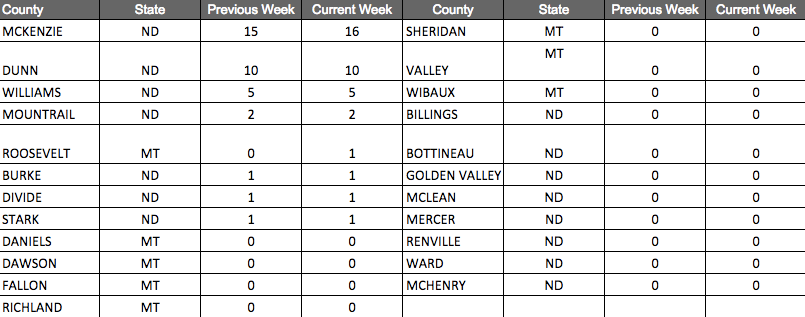 County State Previous Week Current Week County State Previous Week Current Week
MCKENZIE ND 15 16 SHERIDAN MT 0 0
DUNN ND 10 10 VALLEY MT 0 0
WILLIAMS ND 5 5 WIBAUX MT 0 0
MOUNTRAIL ND 2 2 BILLINGS ND 0 0
ROOSEVELT MT 0 1 BOTTINEAU ND 0 0
BURKE ND 1 1 GOLDEN VALLEY ND 0 0
DIVIDE ND 1 1 MCLEAN ND 0 0
STARK ND 1 1 MERCER ND 0 0
DANIELS MT 0 0 RENVILLE ND 0 0
DAWSON MT 0 0 WARD ND 0 0
FALLON MT 0 0 MCHENRY ND 0 0
RICHLAND MT 0 0